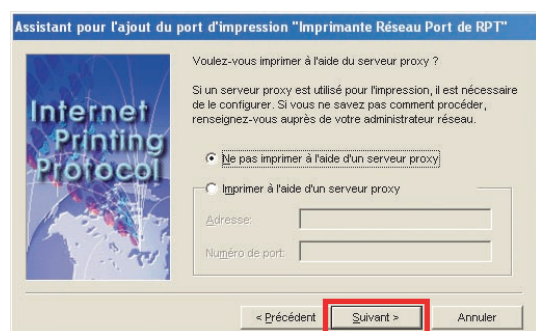 Assistant pour l'ajout du port d'impression "Imprimante Réseau Port de RPT"
Internet
Printing
Protocol
Voulez-vous imprimer à l'aide du serveur proxy ?
Si un serveur proxy est utilisé pour l'impression, il est nécessaire
de le configurer. Si vous ne savez pas comment procéder,
renseignez-vous auprès de votre administrateur réseau.
Ne pas imprimer à l'aide d'un serveur proxy
Imprimer à l'aide d'un serveur proxy
Adresse:
Numéro de port:
< Précédent
Suivant >
Annuler